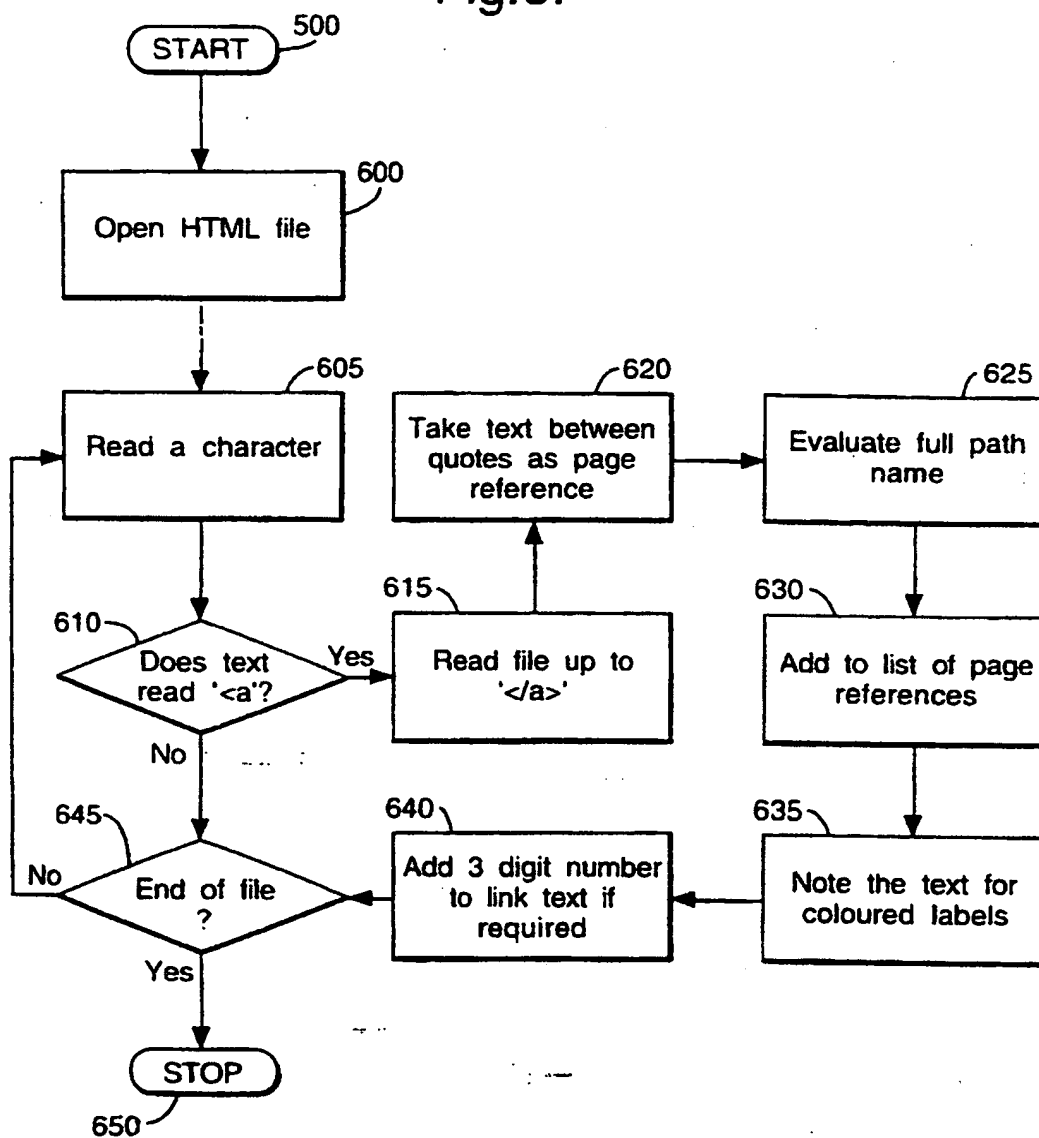 START
500
600
Open HTML file
605
Read a character
620
Take text between
quotes as page
reference
625
Evaluate full path
name
610
Does text
read '<a'?
Yes
No
615
Read file up to
'</a>'
630
Add to list of page
references
635
Note the text for
coloured labels
640
Add 3 digit number
to link text if
required
645
End of file
?
No
Yes
STOP
650